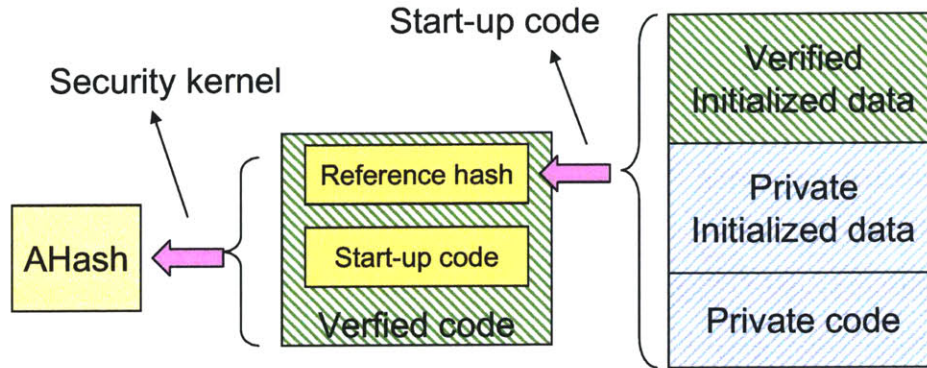 Start-up code
Security kernel
Verified
Initialized data
Reference hash
Private
Initialized data
AHash
Start-up code
Verfied code
Private code